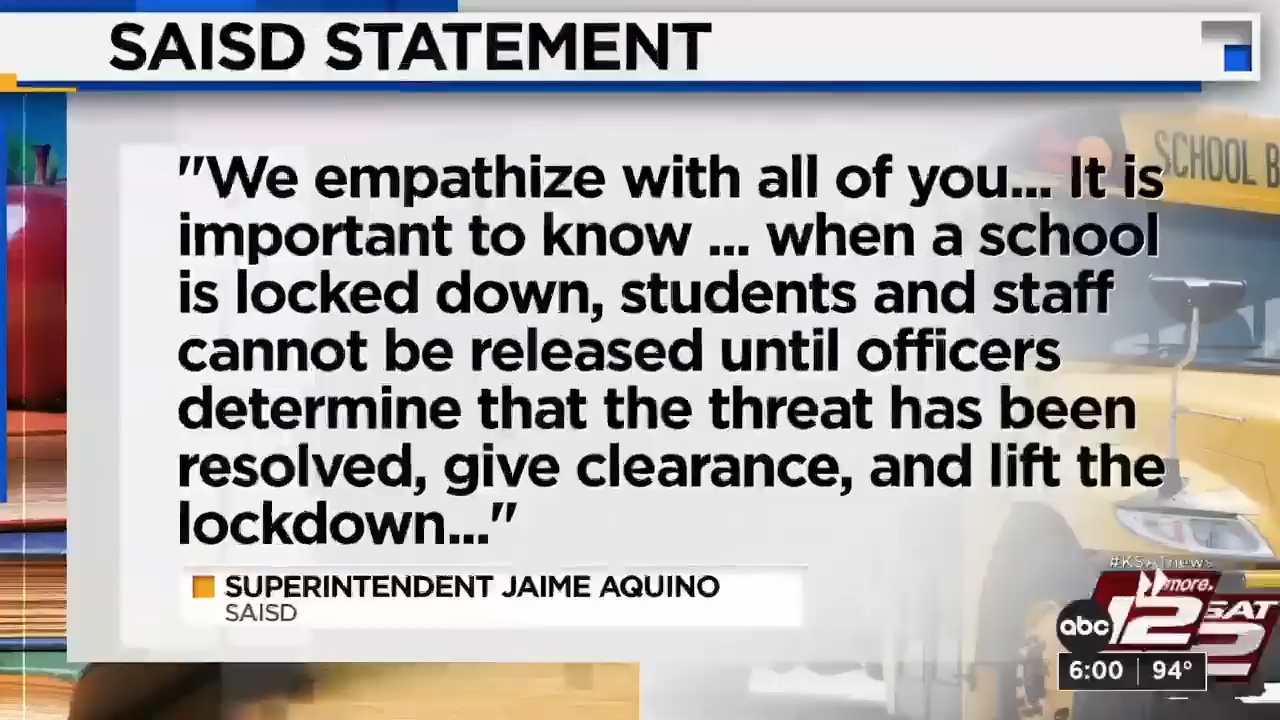 SAISD STATEMENT
SCHOOL B
"We empathize with all of you... It is
important to know ... when a school
is locked down, students and staff
cannot be released until officers
determine that the threat has been
resolved, give clearance, and lift the
lockdown..."
SUPERINTENDENT JAIME AQUINO
SAISD
more.
abc 12
SAT
6:00 94°